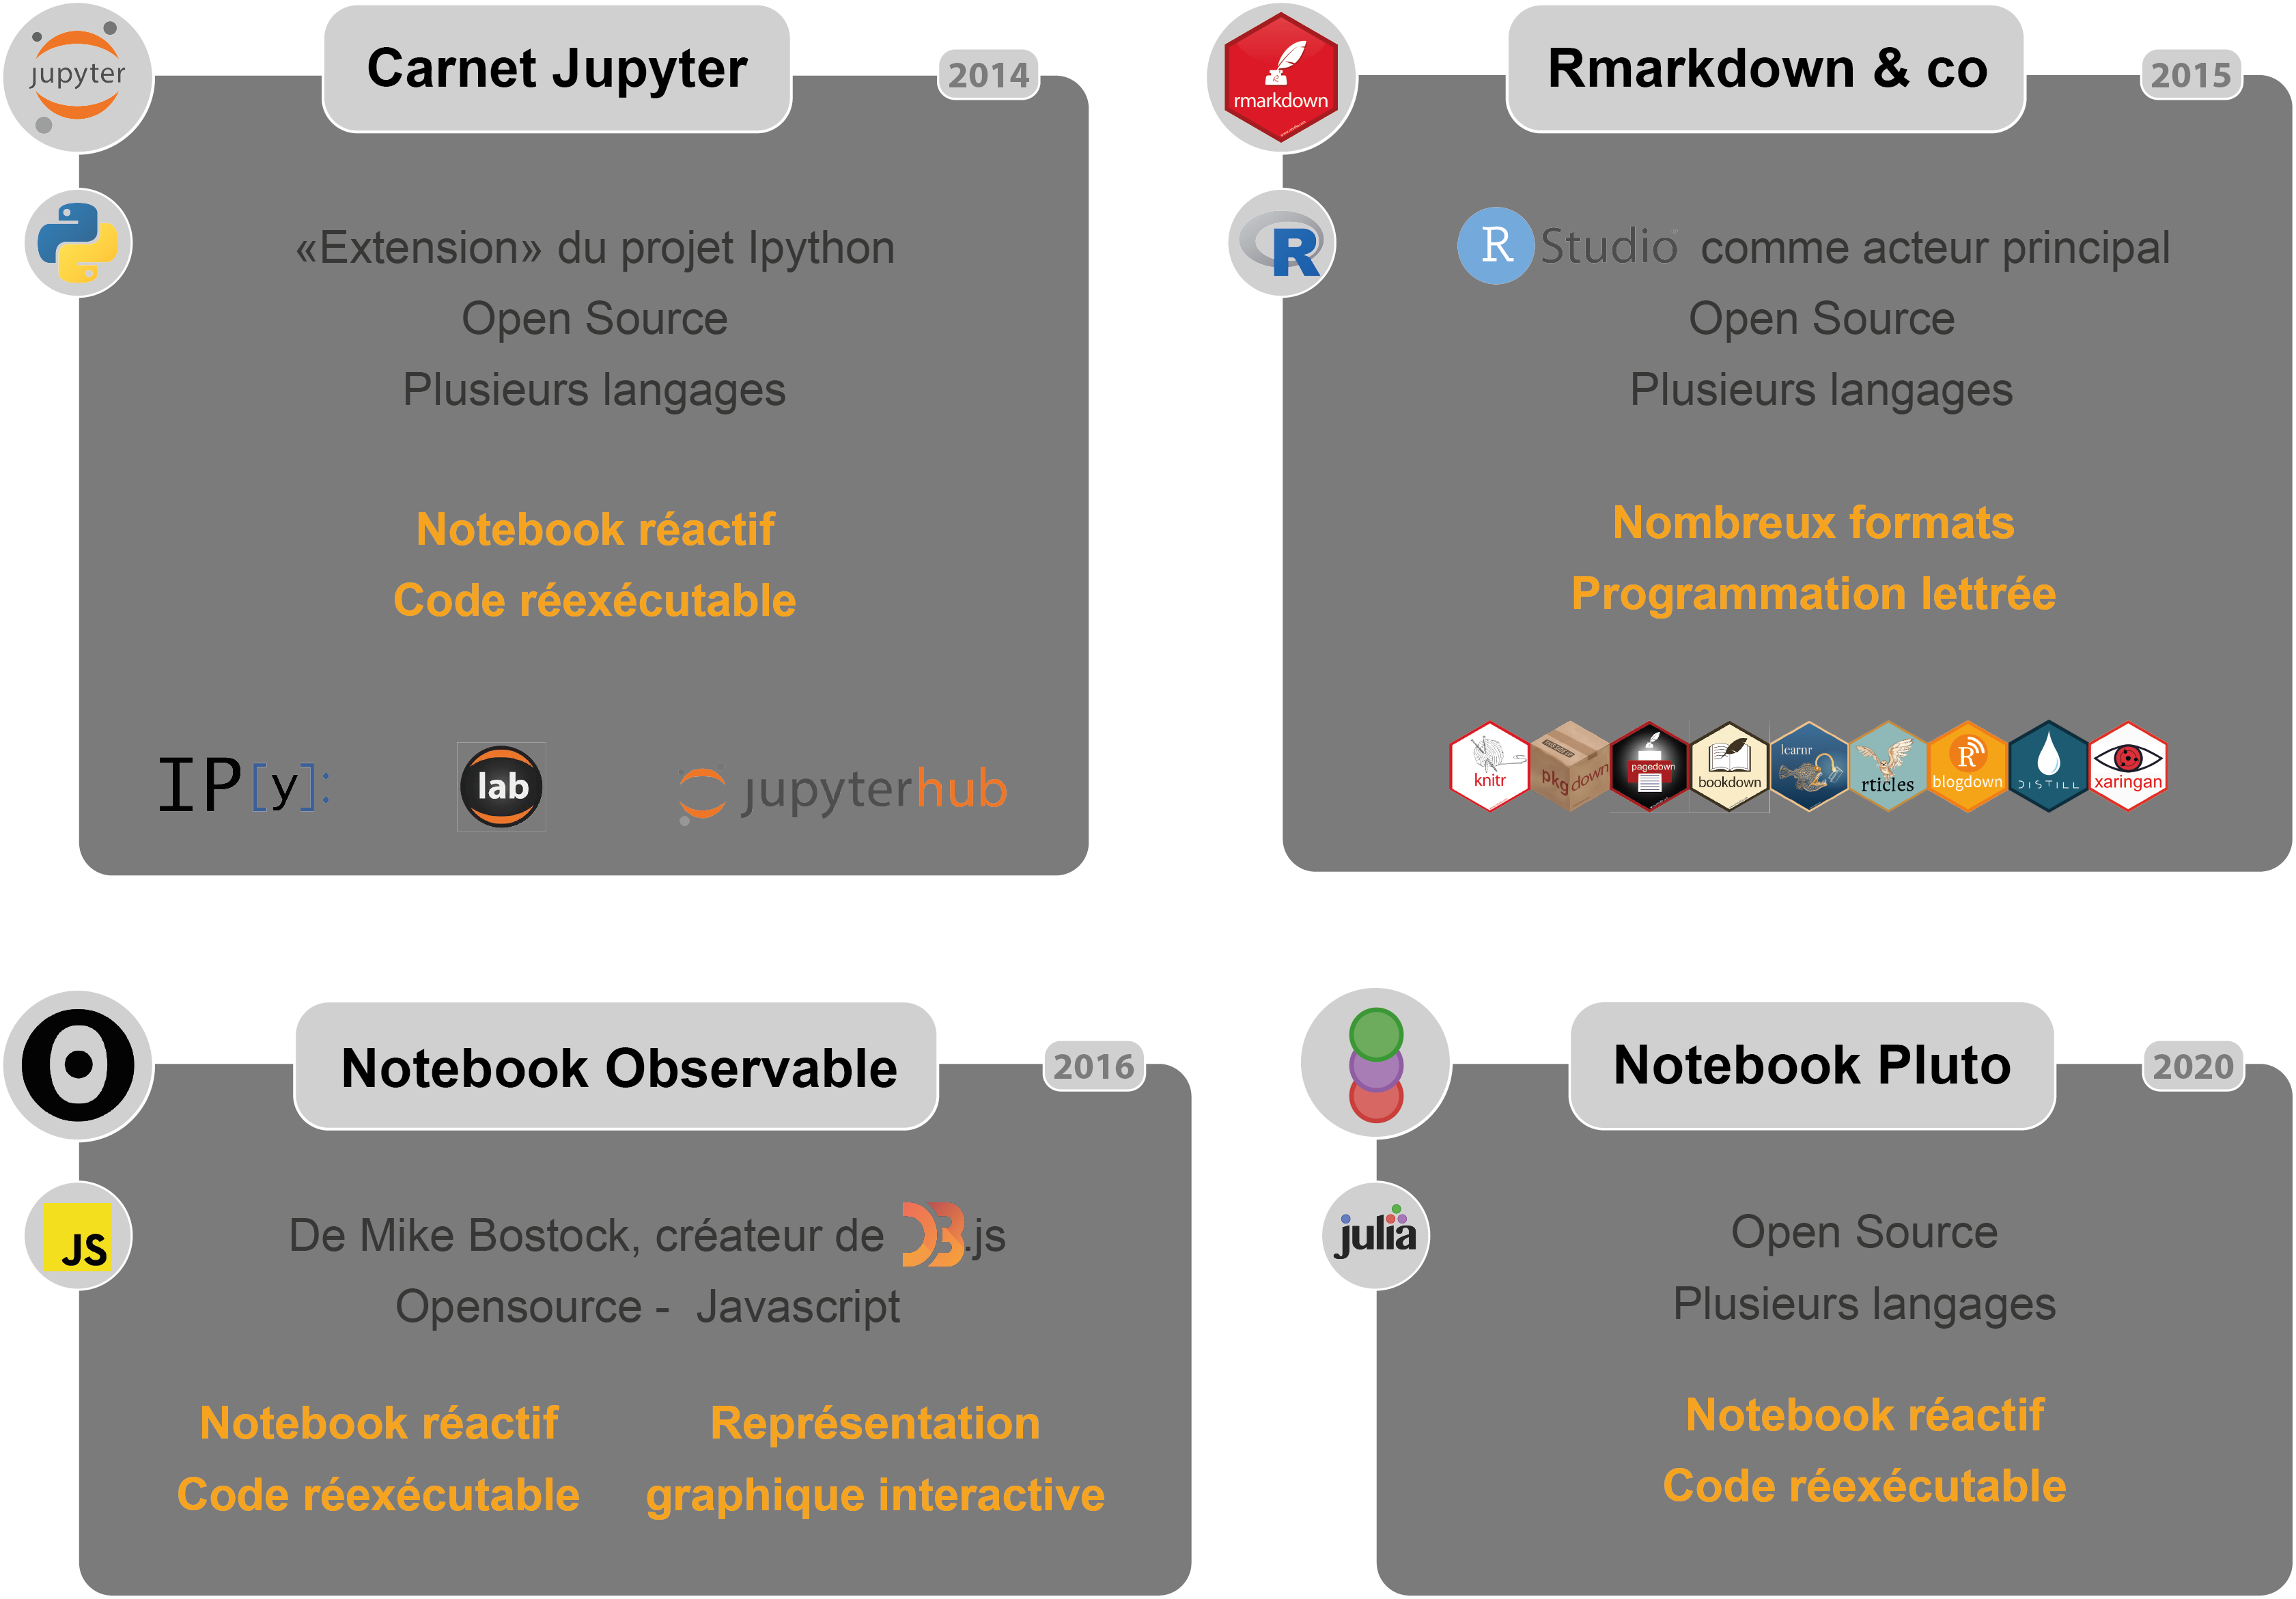 jupyter
Carnet Jupyter
2014
«Extension» du projet Ipython
Open Source
Plusieurs langages
Notebook réactif
Code réexécutable
IP[y]:
lab
jupyterhub
rmarkdown
Rmarkdown & co
2015
R
R Studio comme acteur principal
Open Source
Plusieurs langages
Nombreux formats
Programmation lettrée
knitr
pkgdown
pagedown
bookdown
learnr
rticles
blogdown
DISTILL
xaringan
Notebook Observable
2016
JS
De Mike Bostock, créateur de D3.js
Opensource - Javascript
Notebook réactif
Code réexécutable
Représentation
graphique interactive
Notebook Pluto
2020
julia
Open Source
Plusieurs langages
Notebook réactif
Code réexécutable